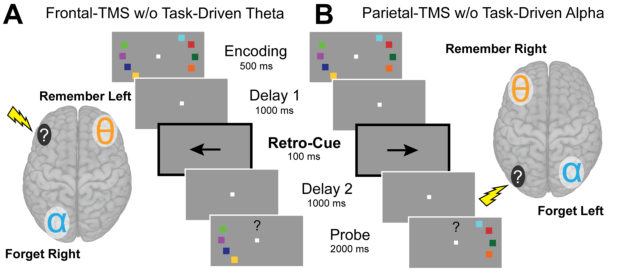 A Frontal-TMS w/o Task-Driven Theta
B Parietal-TMS w/o Task-Driven Alpha
Remember Left
?
θ
α
Forget Right
Encoding
500 ms
Delay 1
1000 ms
Retro-Cue
100 ms
Delay 2
1000 ms
Probe
2000 ms
?
?
Remember Right
θ
?
α
Forget Left